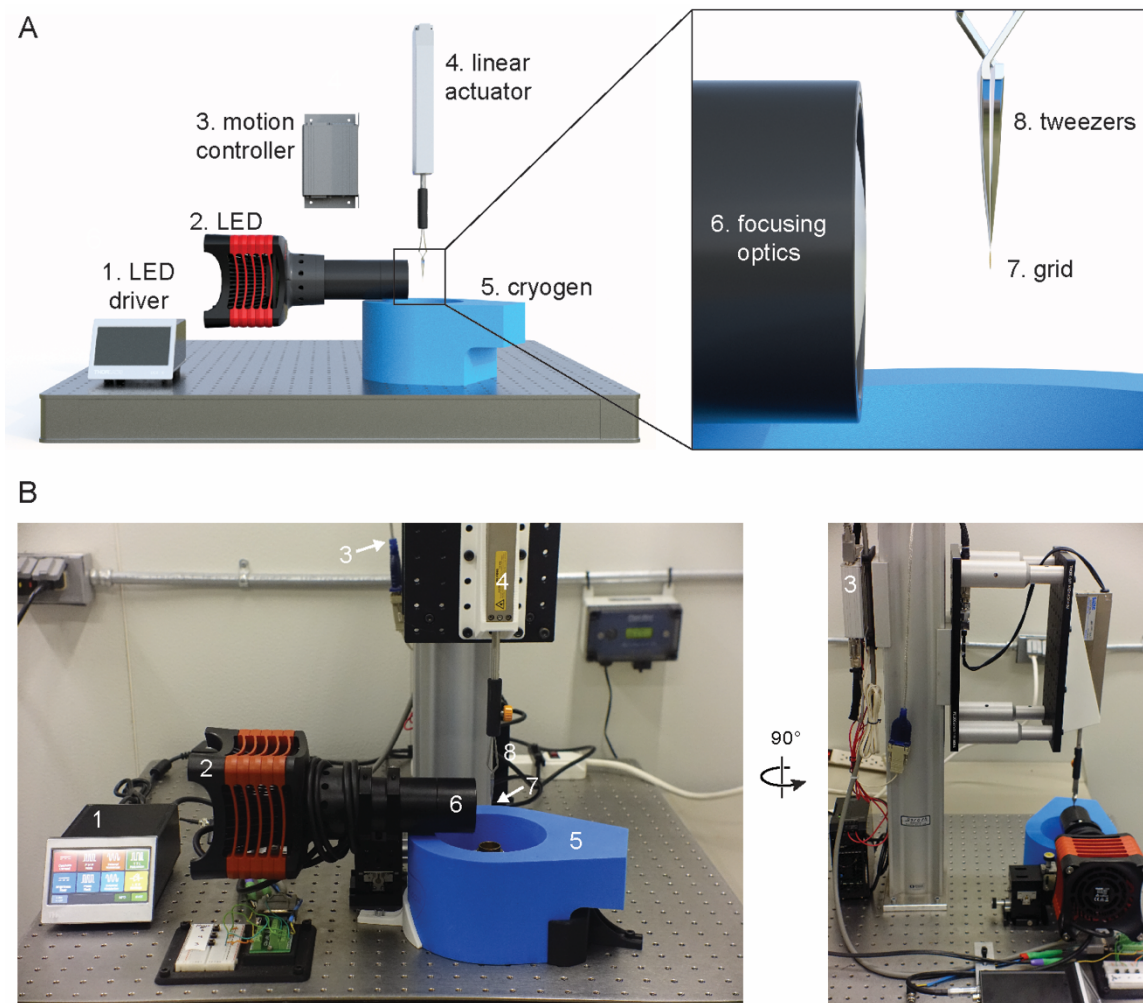 A
4. linear
actuator
3. motion
controller
2. LED
1. LED
driver
5. cryogen
6. focusing
optics
8. tweezers
7. grid
B
3
4
8
7
2
6
1
5
90°
3